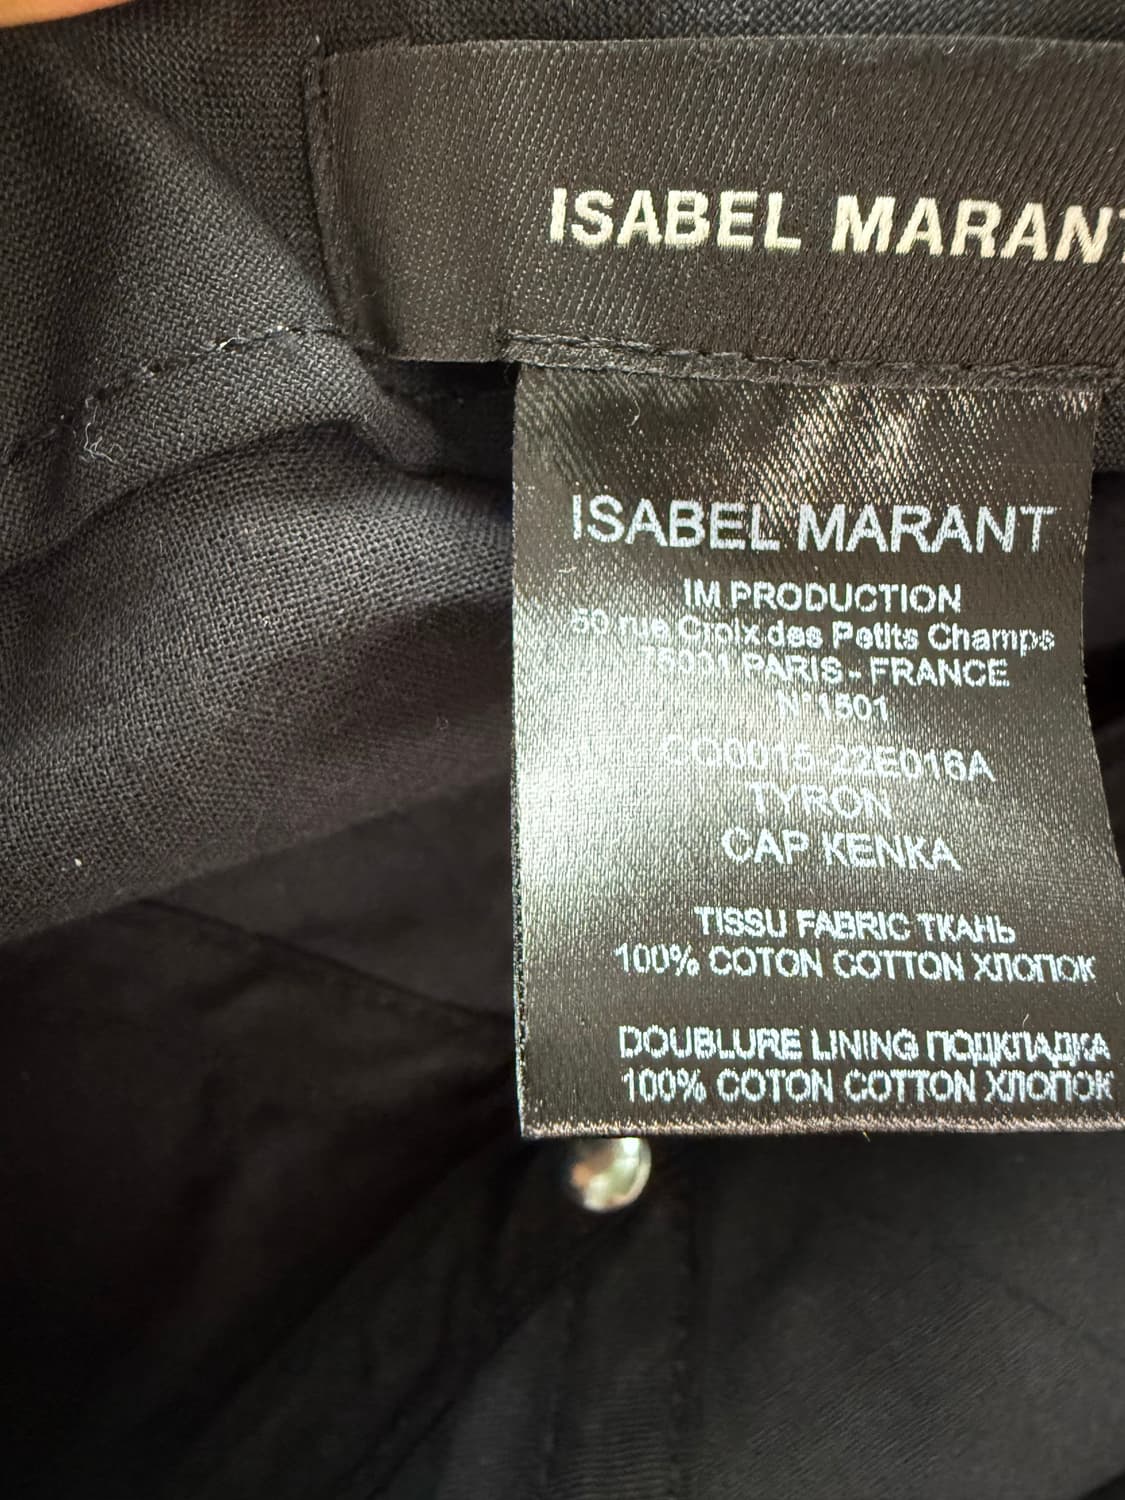 ISABEL MARANT
ISABEL MARANT
IM PRODUCTION
50 rue Croix des Petits Champs
75001 PARIS - FRANCE
N°1501
CO0015-22E016A
TYRON
CAP KENKA
TISSU FABRIC ТКАНЬ
100% COTON COTTON ХЛОПОК
DOUBLURE LINING ПОДКЛАДКА
100% COTON COTTON ХЛОПОК